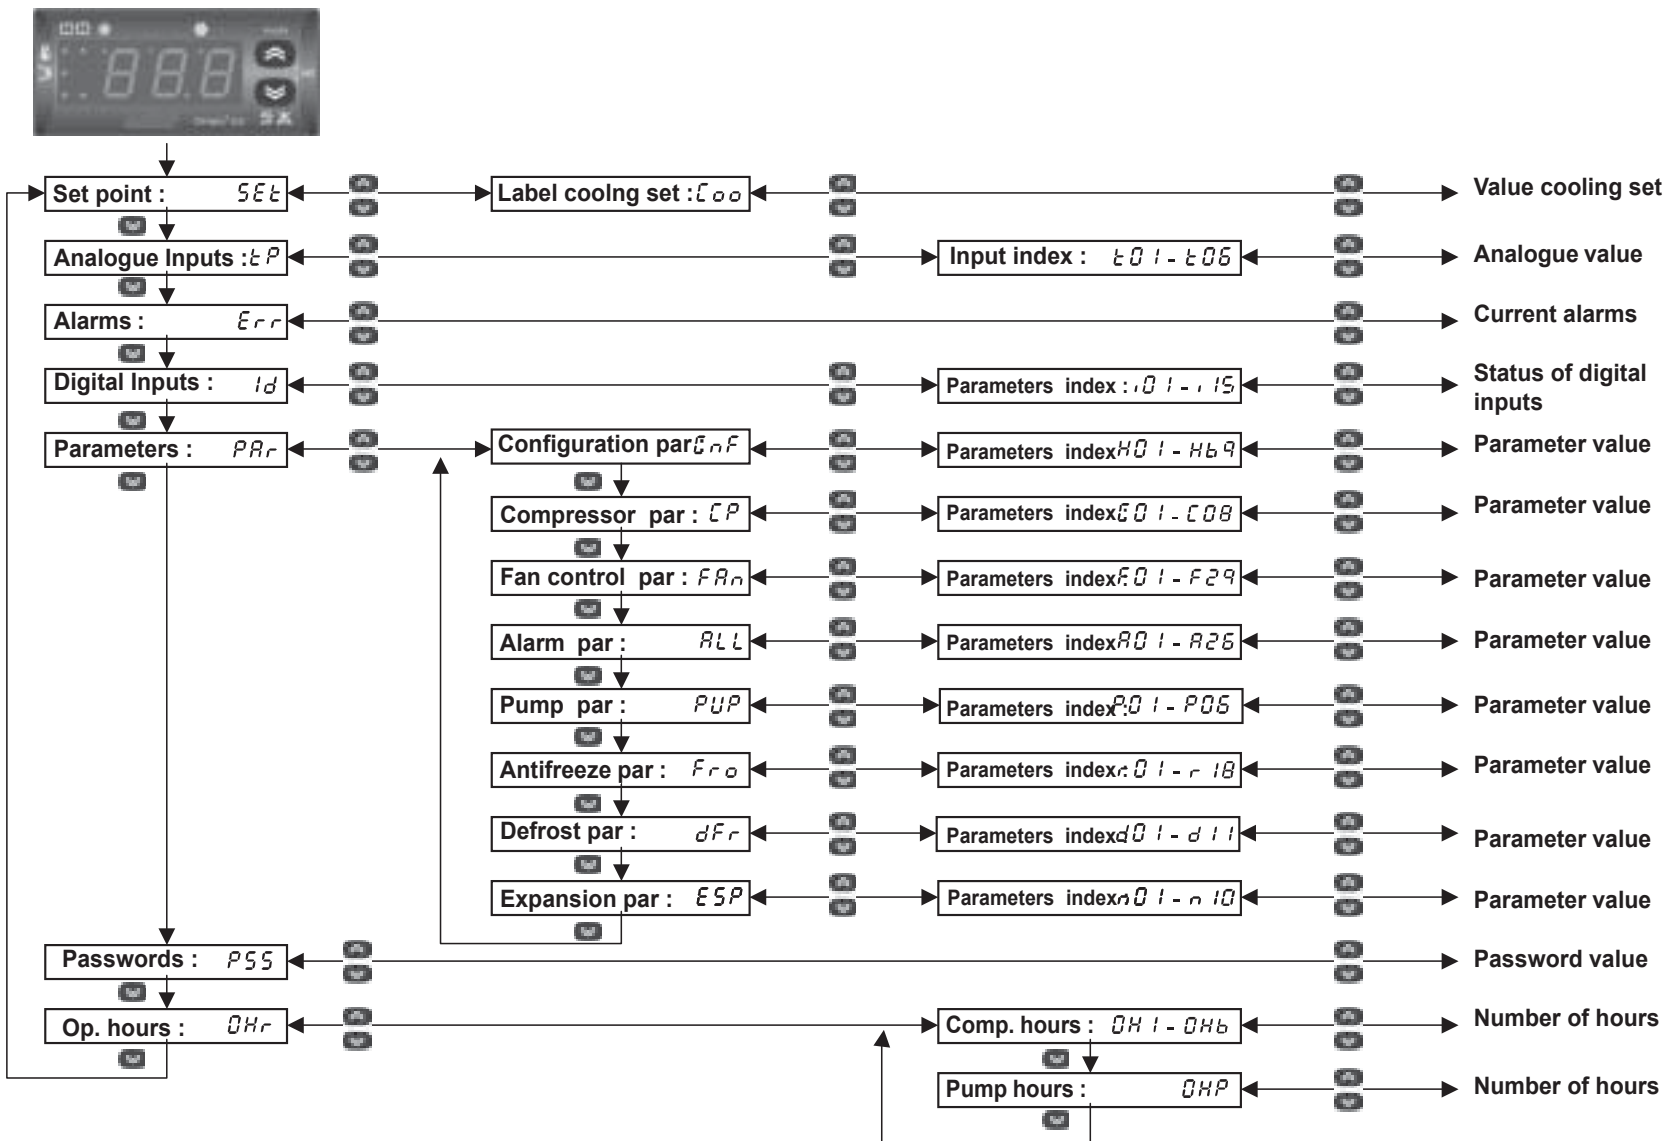 888
SX
Set point : SEt
Label coolng set : Coo
Value cooling set
Analogue Inputs : tP
Input index : t01 - t06
Analogue value
Alarms : Err
Current alarms
Digital Inputs : Id
Parameters index : i01 - i15
Status of digital
inputs
Parameters : PAr
Configuration par CnF
Parameters index H01 - Hb9
Parameter value
Compressor par : CP
Parameters index C01 - C08
Parameter value
Fan control par : FAn
Parameters index F01 - F29
Parameter value
Alarm par : ALL
Parameters index A01 - A26
Parameter value
Pump par : PUP
Parameters index : P01 - P06
Parameter value
Antifreeze par : Fro
Parameters index r01 - r18
Parameter value
Defrost par : dFr
Parameters index d01 - d11
Parameter value
Expansion par : ESP
Parameters index n01 - n10
Parameter value
Passwords : PSS
Password value
Op. hours : OHr
Comp. hours : OH1 - OHb
Number of hours
Pump hours : OHP
Number of hours